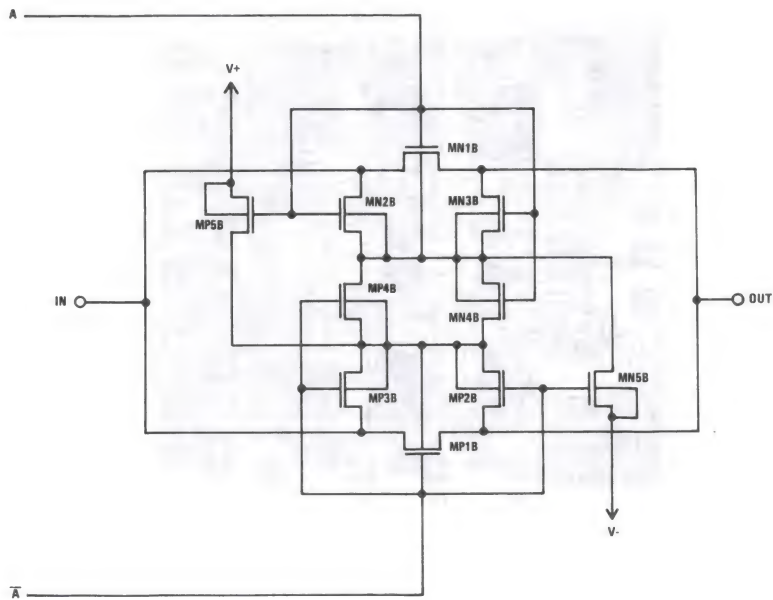 A
V+
MN1B
MN2B
MN3B
MP5B
MP4B
IN
OUT
MN4B
MN5B
MP3B
MP2B
MP1B
V-
A̅